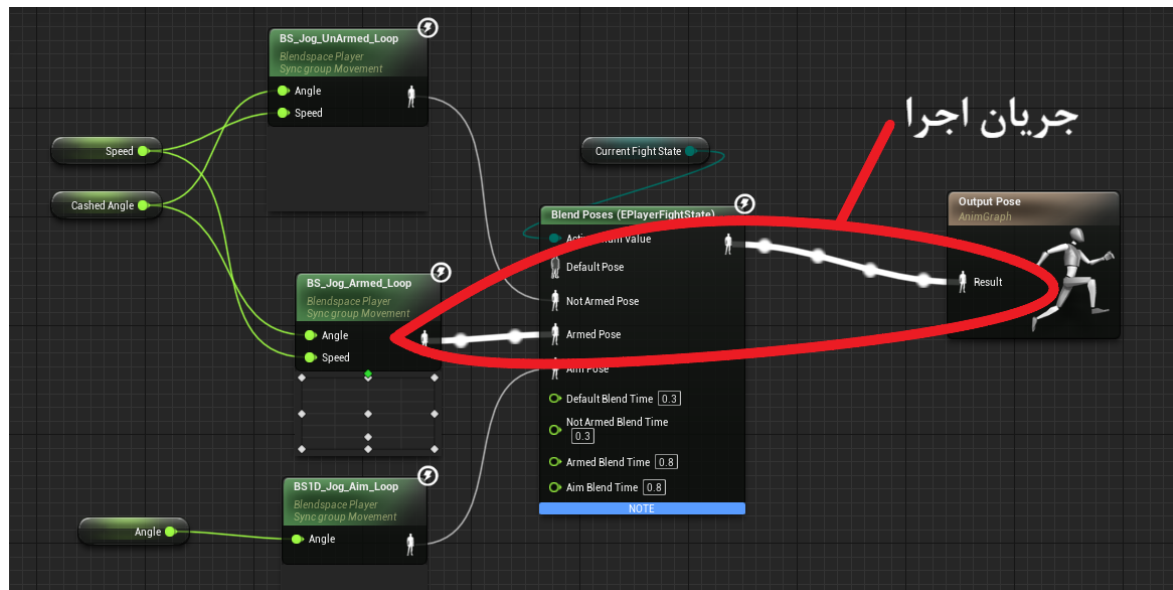 BS_Jog_UnArmed_Loop
Blendspace Player
Sync group Movement
Angle
Speed
Speed
Cashed Angle
جریان اجرا
Current Fight State
Blend Poses (EPlayerFightState)
Value
Default Pose
Not Armed Pose
Armed Pose
Aim Pose
Default Blend Time 0.3
Not Armed Blend Time
0.3
Armed Blend Time 0.8
Aim Blend Time 0.8
NOTE
Output Pose
AnimGraph
Result
BS_Jog_Armed_Loop
Blendspace Player
Sync group Movement
Angle
Speed
BS1D_Jog_Aim_Loop
Blendspace Player
Sync group Movement
Angle
Angle